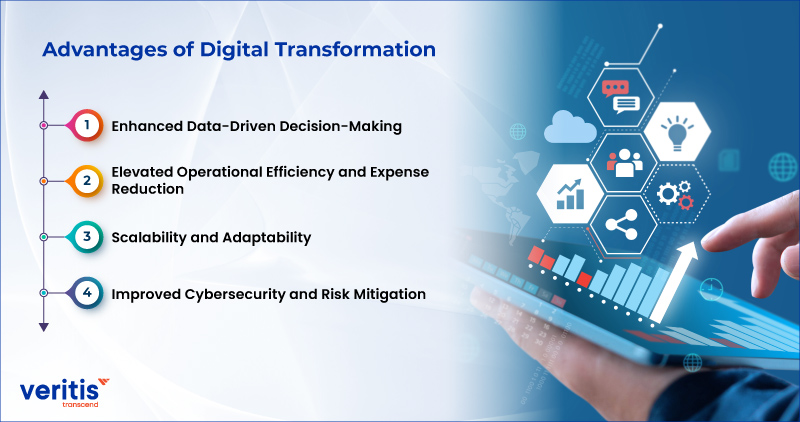 Advantages of Digital Transformation
1
Enhanced Data-Driven Decision-Making
2
Elevated Operational Efficiency and Expense
Reduction
3
Scalability and Adaptability
4
Improved Cybersecurity and Risk Mitigation
veritis
transcend